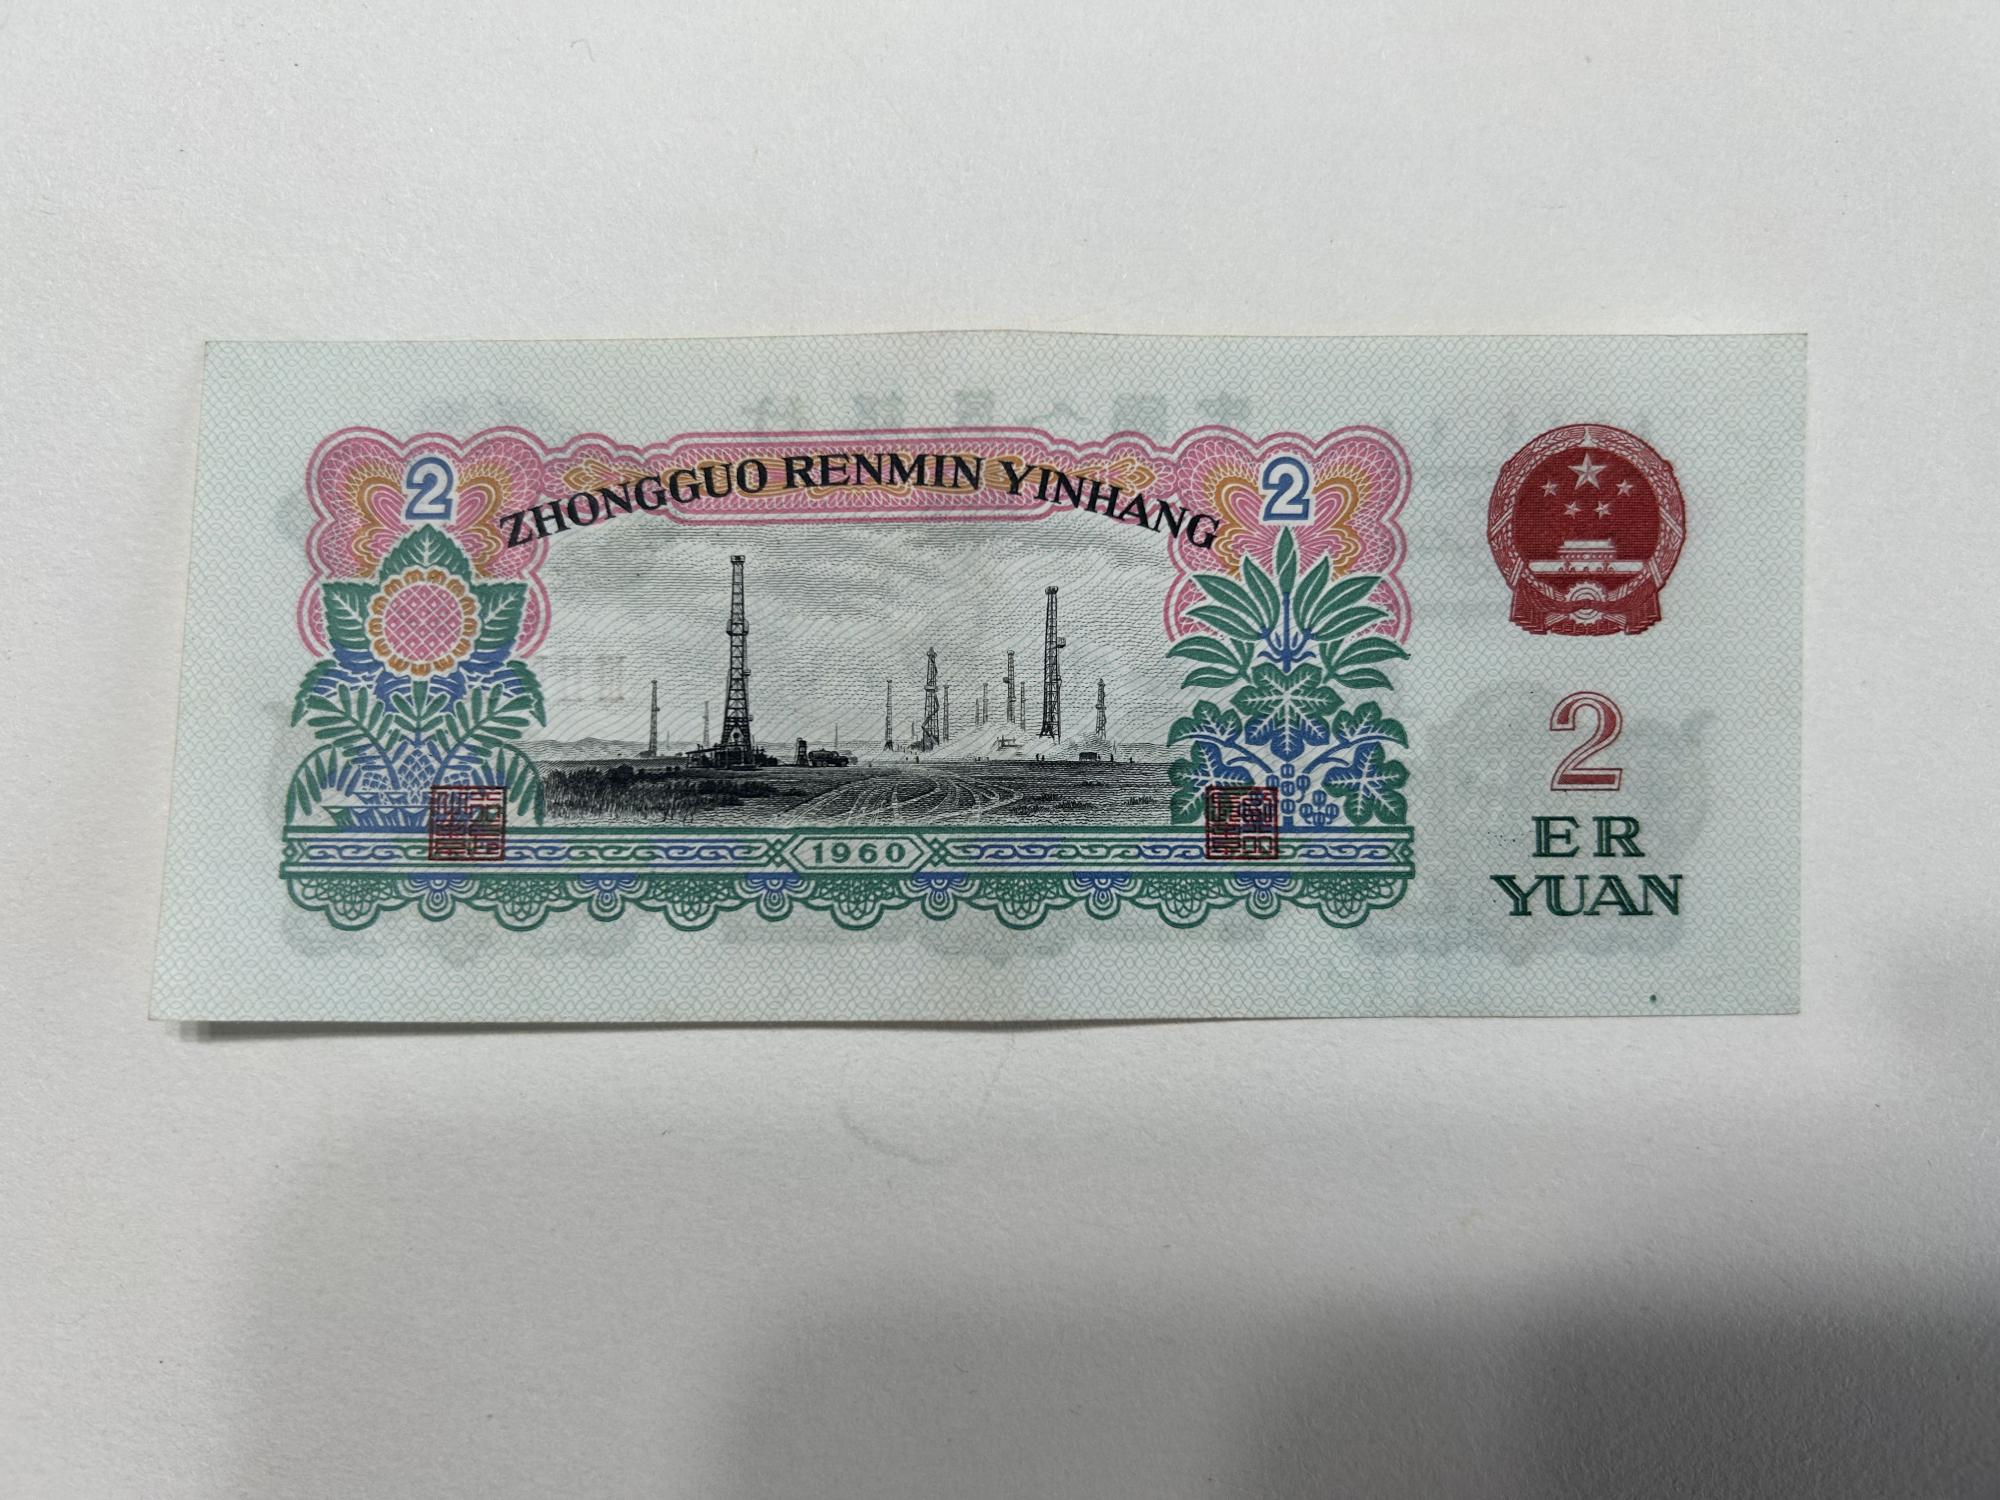 ZHONGGUO RENMIN YINHANG
2
2
1960
2
ER
YUAN